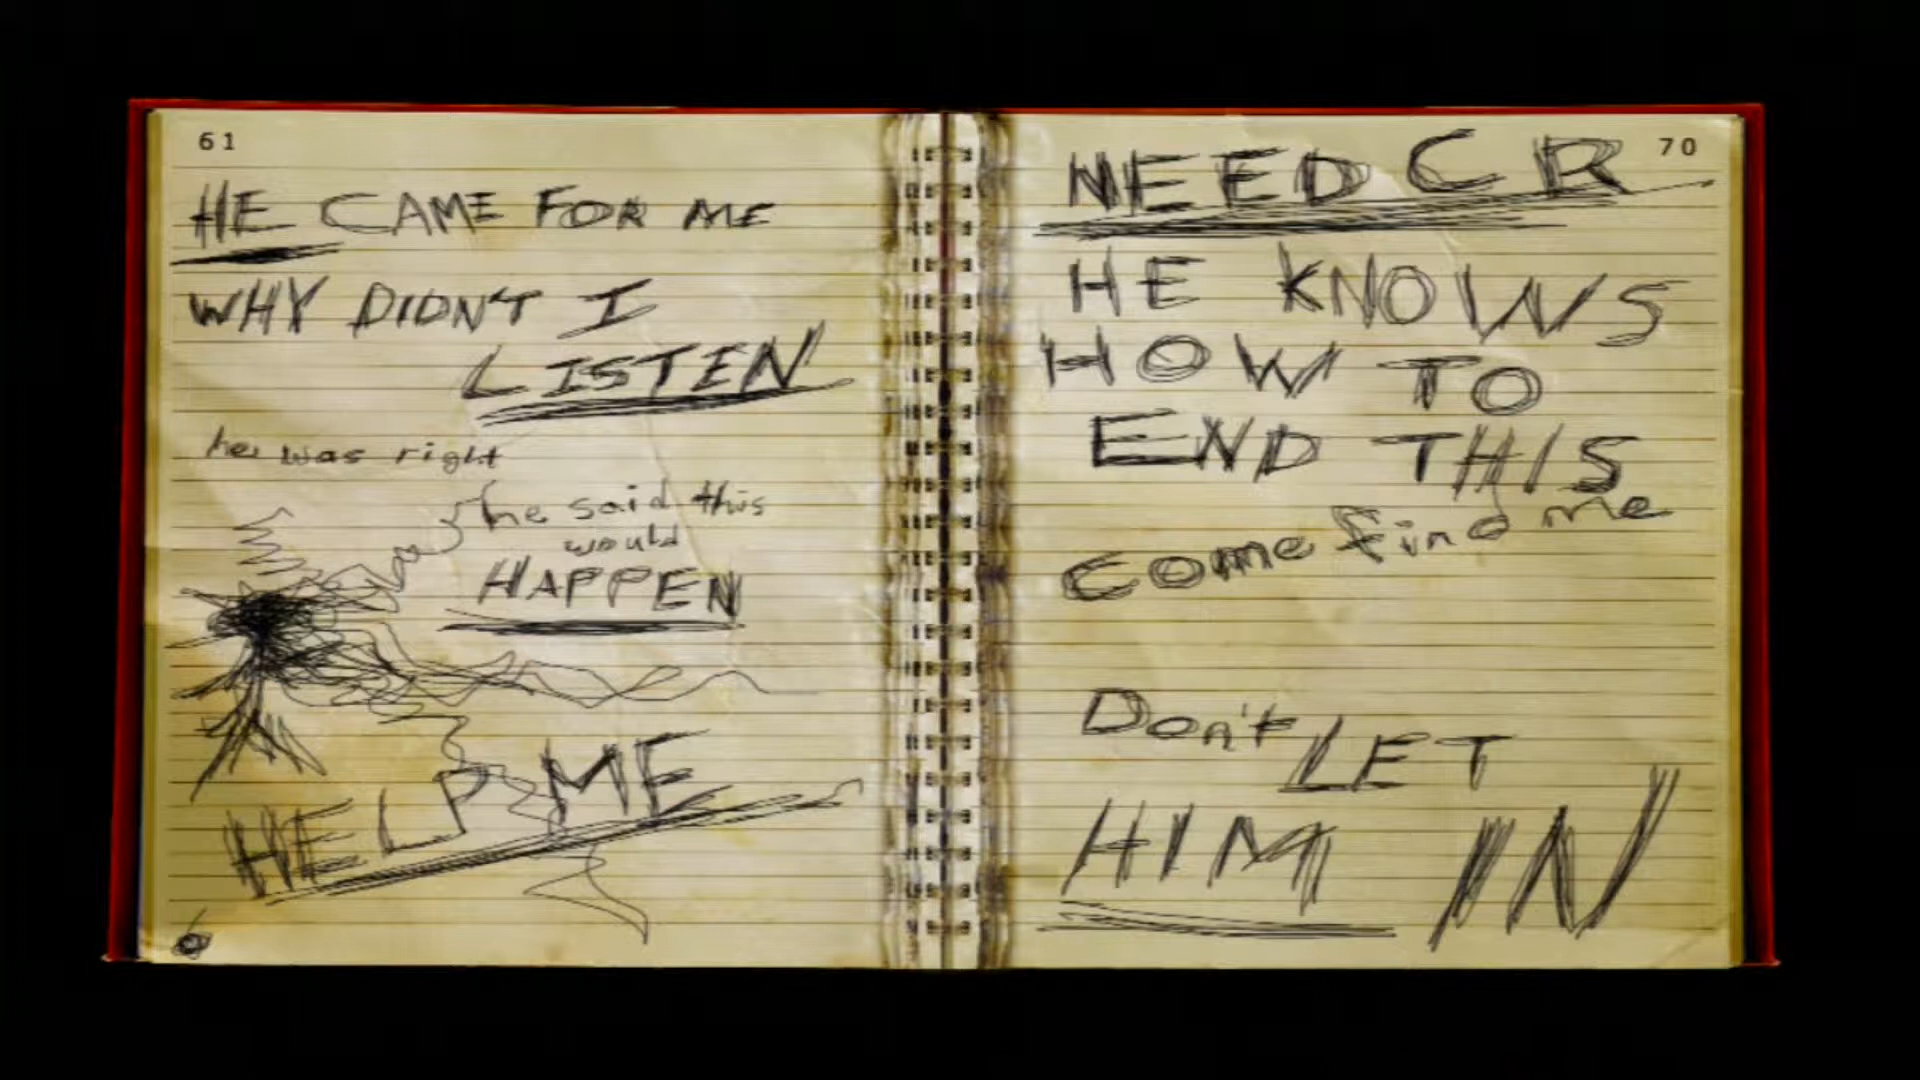 61
HE CAME FOR ME
WHY DIDN'T I
LISTEN
he was right
he said this
would
HAPPEN
HELP ME
70
NEED CR
HE KNOWS
HOW TO
END THIS
come find me
Don't LET
HIM IN